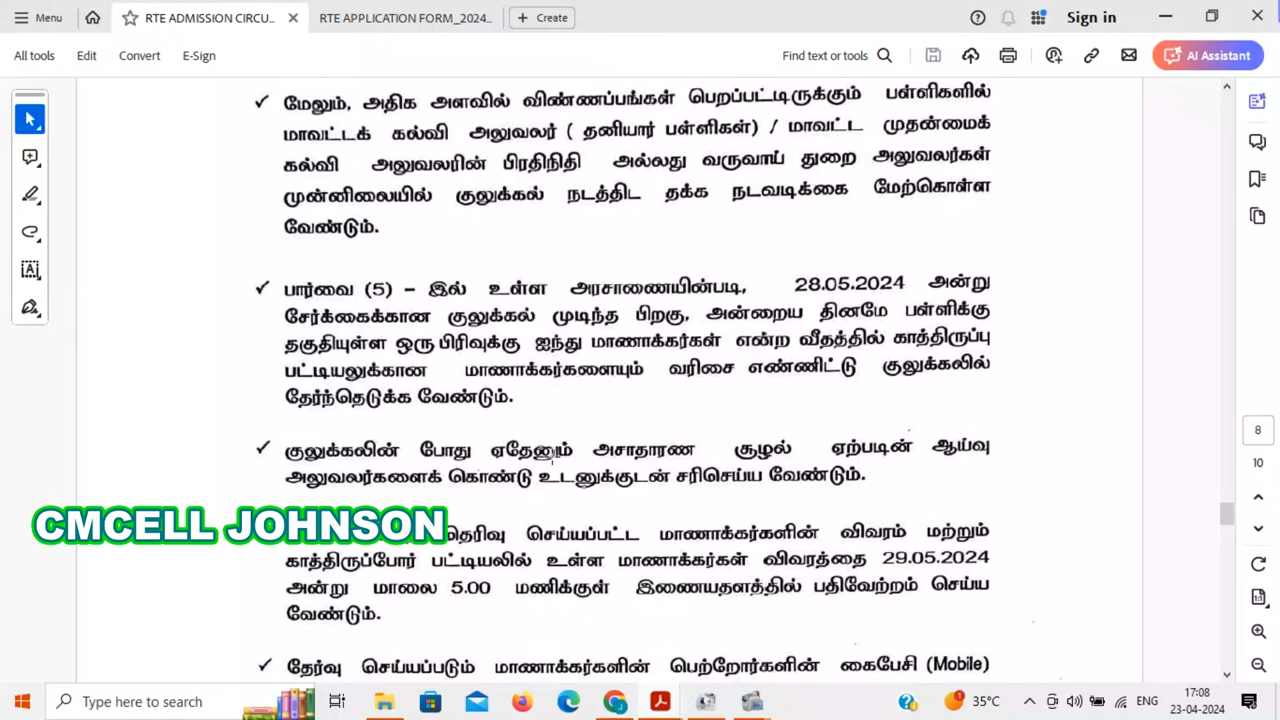 Menu
RTE ADMISSION CIRCU...
RTE APPLICATION FORM_2024...
Create
Sign in
All tools
Edit
Convert
E-Sign
Find text or tools
AI Assistant
மேலும், அதிக அளவில் விண்ணப்பங்கள் பெறப்பட்டிருக்கும் பள்ளிகளில்
மாவட்டக் கல்வி அலுவலர் ( தனியார் பள்ளிகள்) / மாவட்ட முதன்மைக்
கல்வி அலுவலரின் பிரதிநிதி அல்லது வருவாய் துறை அலுவலர்கள்
முன்னிலையில் குலுக்கல் நடத்திட தக்க நடவடிக்கை மேற்கொள்ள
வேண்டும்.
பார்வை (5) – இல் உள்ள அரசாணையின்படி, 28.05.2024 அன்று
சேர்க்கைக்கான குலுக்கல் முடிந்த பிறகு, அன்றைய தினமே பள்ளிக்கு
தகுதியுள்ள ஒரு பிரிவுக்கு ஐந்து மாணாக்கர்கள் என்ற வீதத்தில் காத்திருப்பு
பட்டியலுக்கான மாணாக்கர்களையும் வரிசை எண்ணிட்டு குலுக்கலில்
தேர்ந்தெடுக்க வேண்டும்.
குலுக்கலின் போது ஏதேனும் அசாதாரண சூழல் ஏற்படின் ஆய்வு
அலுவலர்களைக் கொண்டு உடனுக்குடன் சரிசெய்ய வேண்டும்.
CMCELL JOHNSON
தெரிவு செய்யப்பட்ட மாணாக்கர்களின் விவரம் மற்றும்
காத்திருப்போர் பட்டியலில் உள்ள மாணாக்கர்கள் விவரத்தை 29.05.2024
அன்று மாலை 5.00 மணிக்குள் இணையதளத்தில் பதிவேற்றம் செய்ய
வேண்டும்.
தேர்வு செய்யப்படும் மாணாக்கர்களின் பெற்றோர்களின் கைபேசி (Mobile)
8
10
Type here to search
35°C
ENG
17:08
23-04-2024